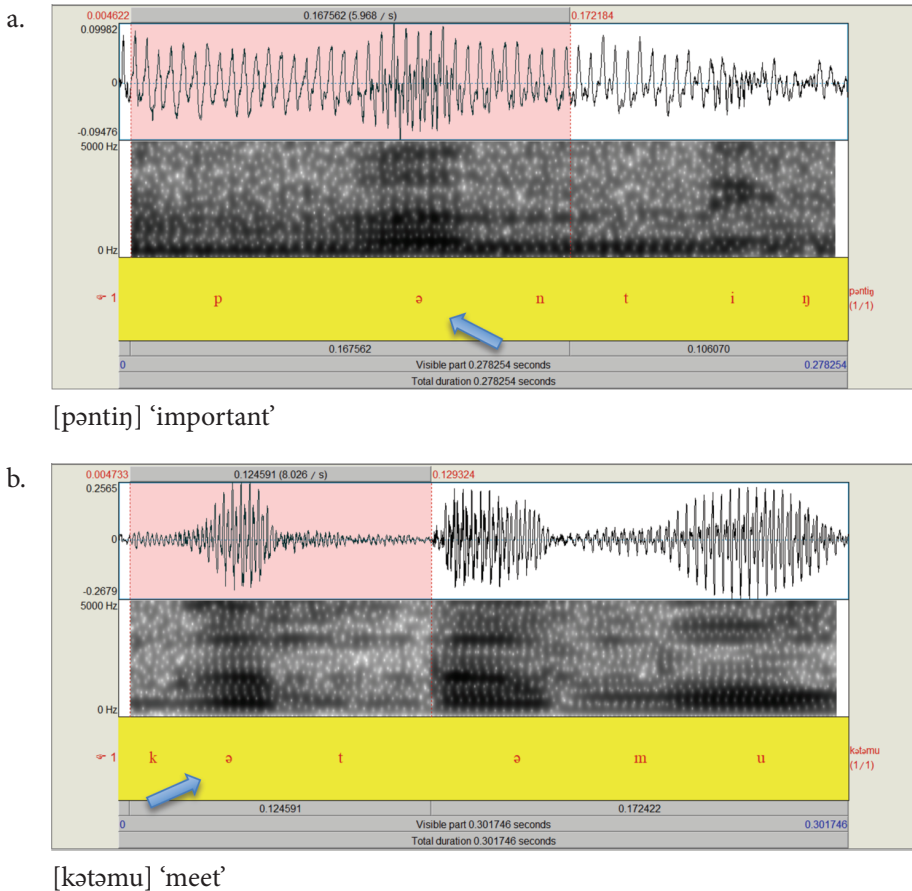 a.
0.004622 0.167562 (5.968 / s) 0.172184
0.09982
0
-0.09476
5000 Hz
0 Hz
☞ 1 p ə n t i ŋ pəntiŋ
(1/1)
0.167562 0.106070
0 Visible part 0.278254 seconds 0.278254
Total duration 0.278254 seconds
[pəntiŋ] ‘important’
b.
0.004733 0.124591 (8.026 / s) 0.129324
0.2565
0
-0.2679
5000 Hz
0 Hz
☞ 1 k ə t ə m u kətəmu
(1/1)
0.124591 0.172422
0 Visible part 0.301746 seconds 0.301746
Total duration 0.301746 seconds
[kətəmu] ‘meet’